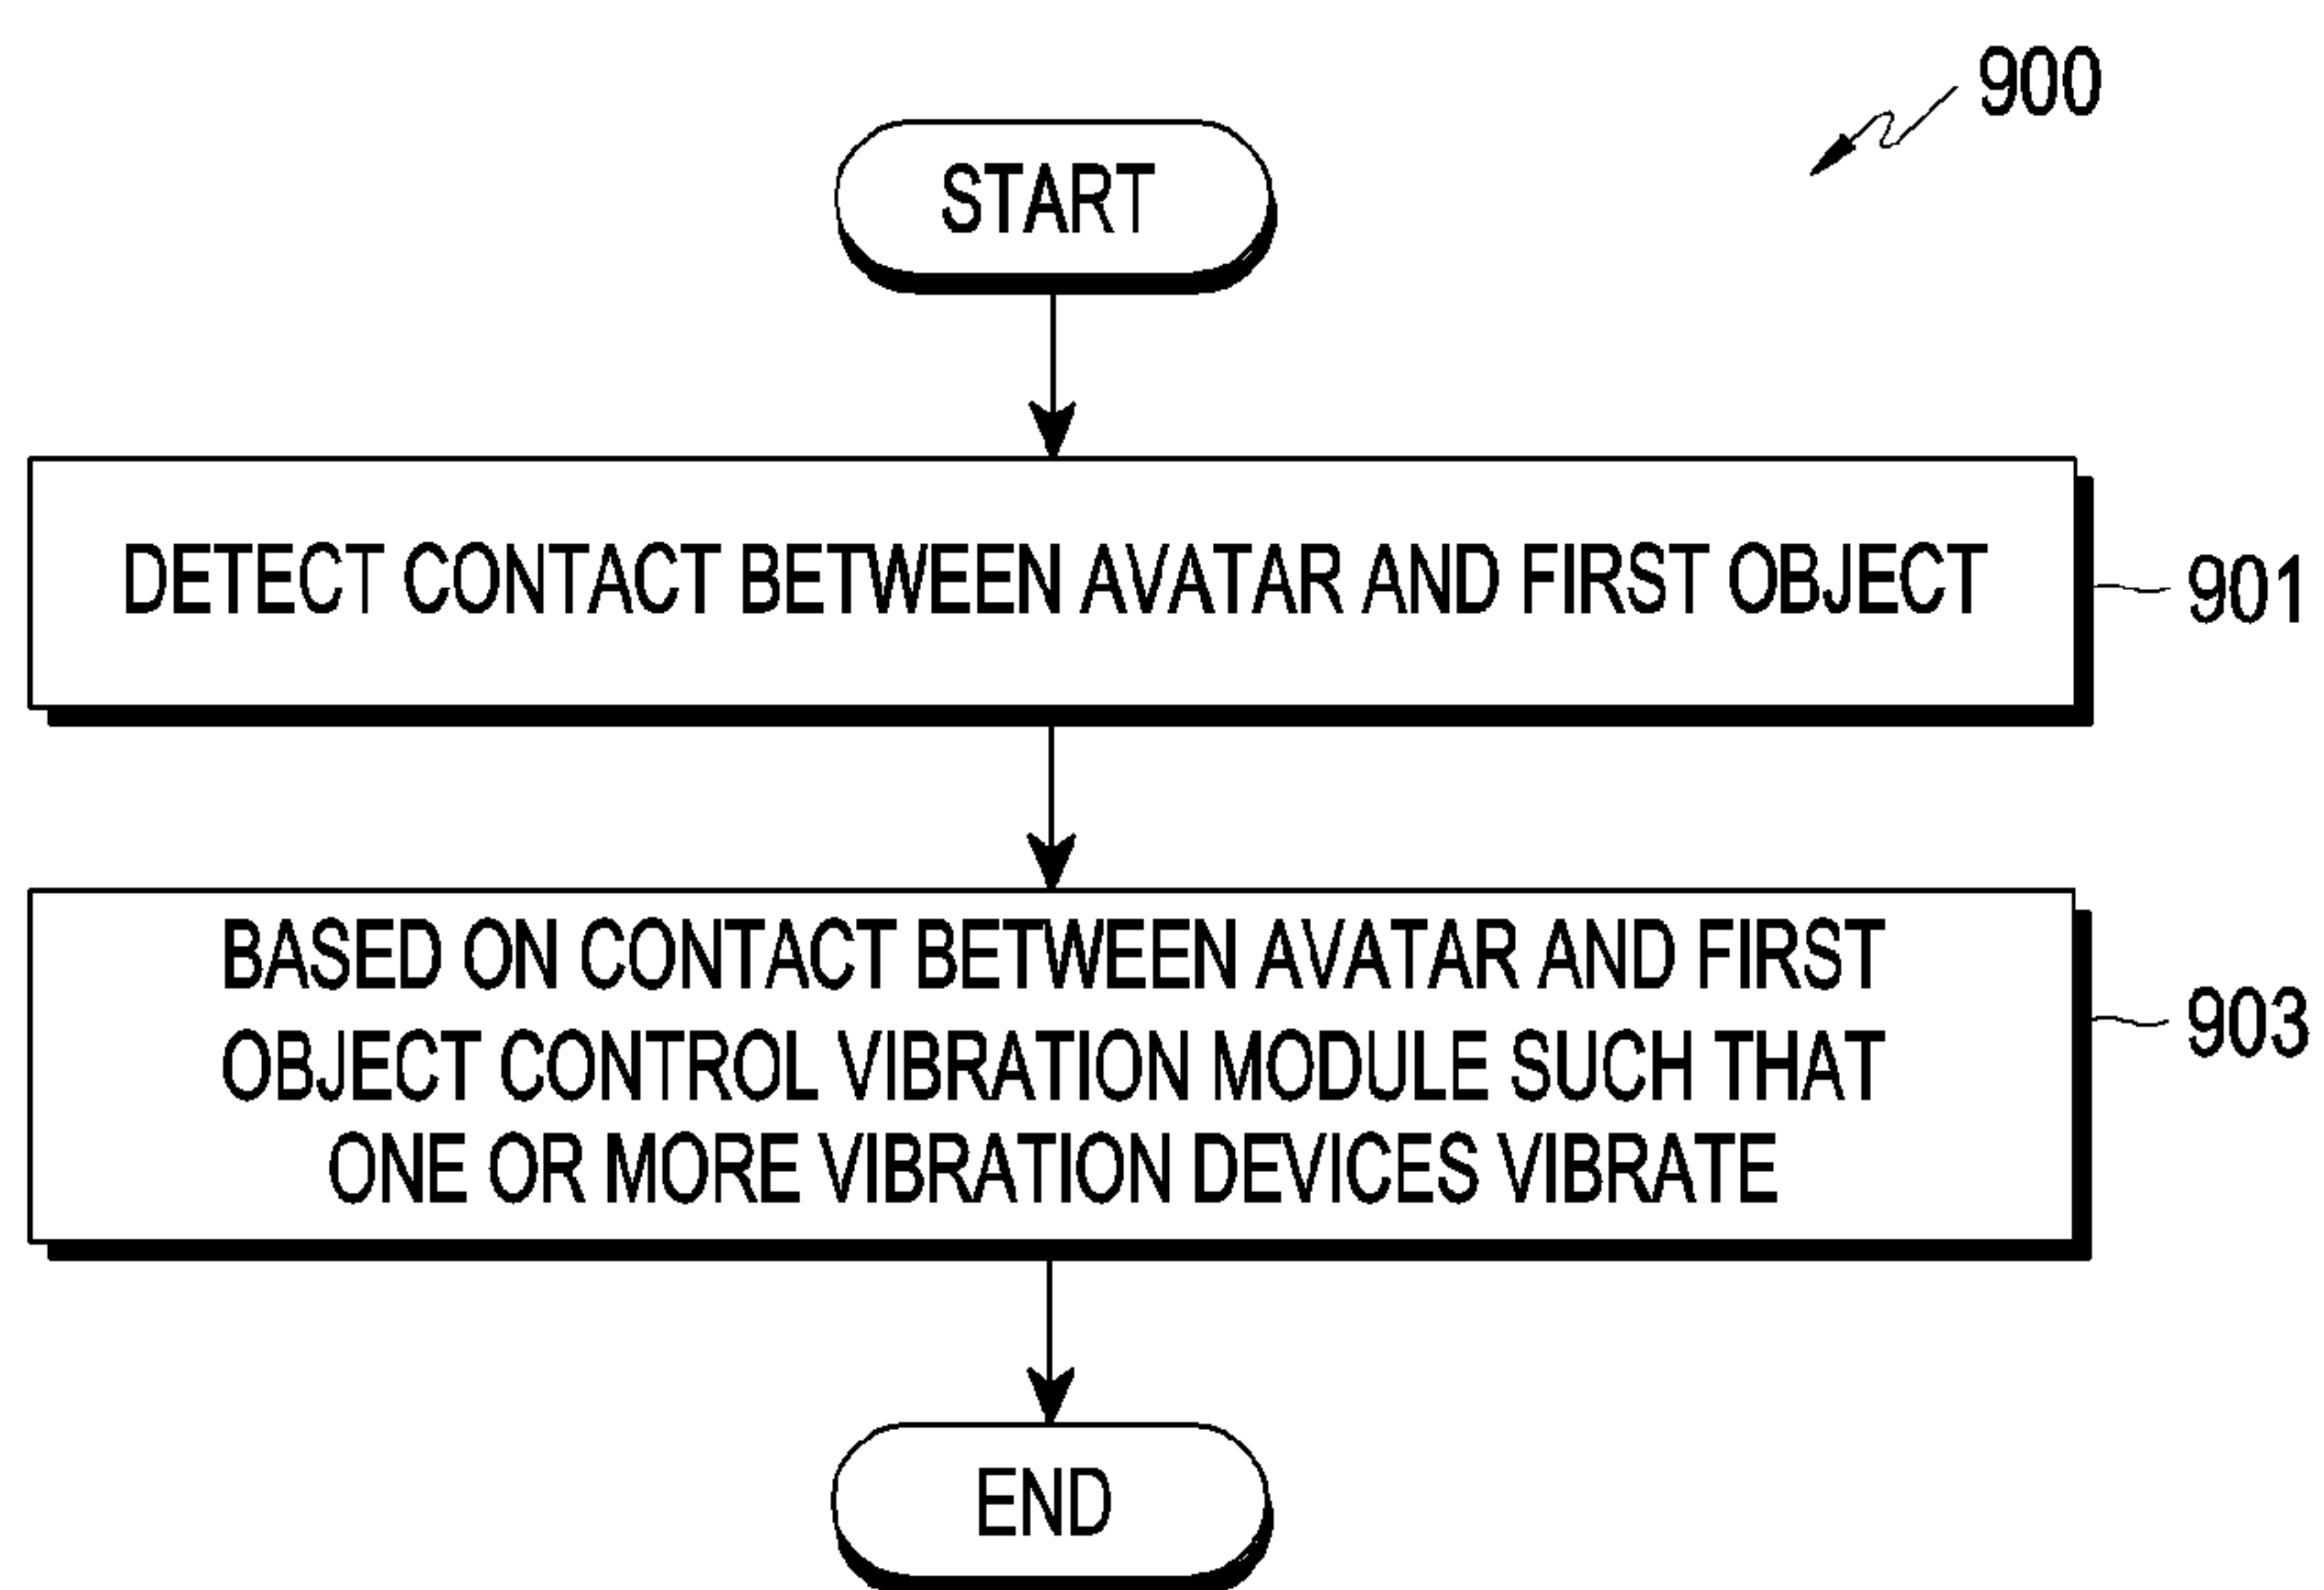 900
START
DETECT CONTACT BETWEEN AVATAR AND FIRST OBJECT
901
BASED ON CONTACT BETWEEN AVATAR AND FIRST
OBJECT CONTROL VIBRATION MODULE SUCH THAT
ONE OR MORE VIBRATION DEVICES VIBRATE
903
END